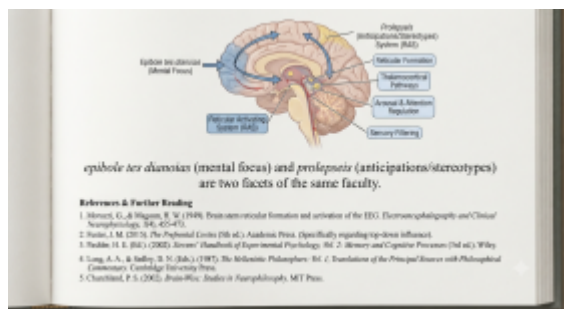 Prolepsis
(Anticipations/Stereotypes)
System (RAS)
Epibole tes dianoias
(Mental Focus)
Reticular Formation
Thalamocortical
Pathways
Arousal & Attention
Regulation
Reticular Activating
System (RAS)
Sensory Filtering
epibole tes dianoias (mental focus) and prolepseis (anticipations/stereotypes)
are two facets of the same faculty.
References & Further Reading
1. Moruzzi, G., & Magoun, H. W. (1949). Brain stem reticular formation and activation of the EEG. Electroencephalography and Clinical
Neurophysiology, 1(4), 455-473.
2. Fuster, J. M. (2015). The Prefrontal Cortex (5th ed.). Academic Press. (Specifically regarding top-down influence).
3. Pashler, H. E. (Ed.). (2002). Stevens' Handbook of Experimental Psychology, Vol. 2: Memory and Cognitive Processes (3rd ed.). Wiley.
4. Long, A. A., & Sedley, D. N. (Eds.). (1987). The Hellenistic Philosophers: Vol. 1, Translations of the Principal Sources with Philosophical
Commentary. Cambridge University Press.
5. Churchland, P. S. (2002). Brain-Wise: Studies in Neurophilosophy. MIT Press.